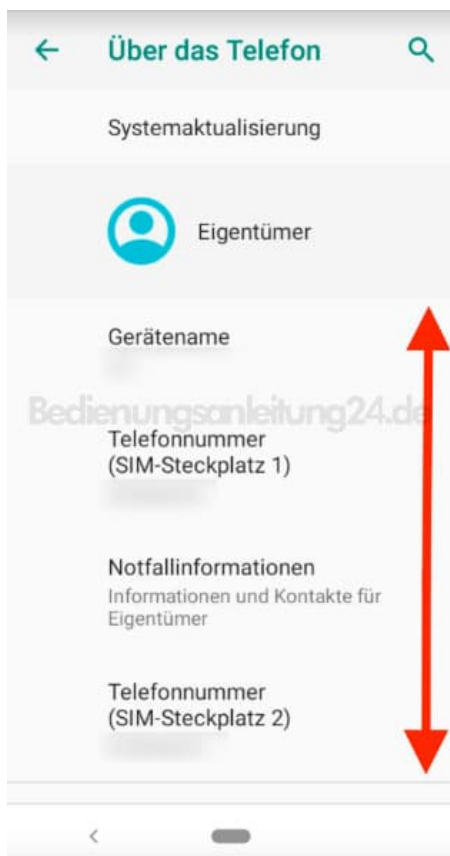 Über das Telefon
Systemaktualisierung
Eigentümer
Gerätename
Bedienungsanleitung24.de
Telefonnummer
(SIM-Steckplatz 1)
Notfallinformationen
Informationen und Kontakte für
Eigentümer
Telefonnummer
(SIM-Steckplatz 2)